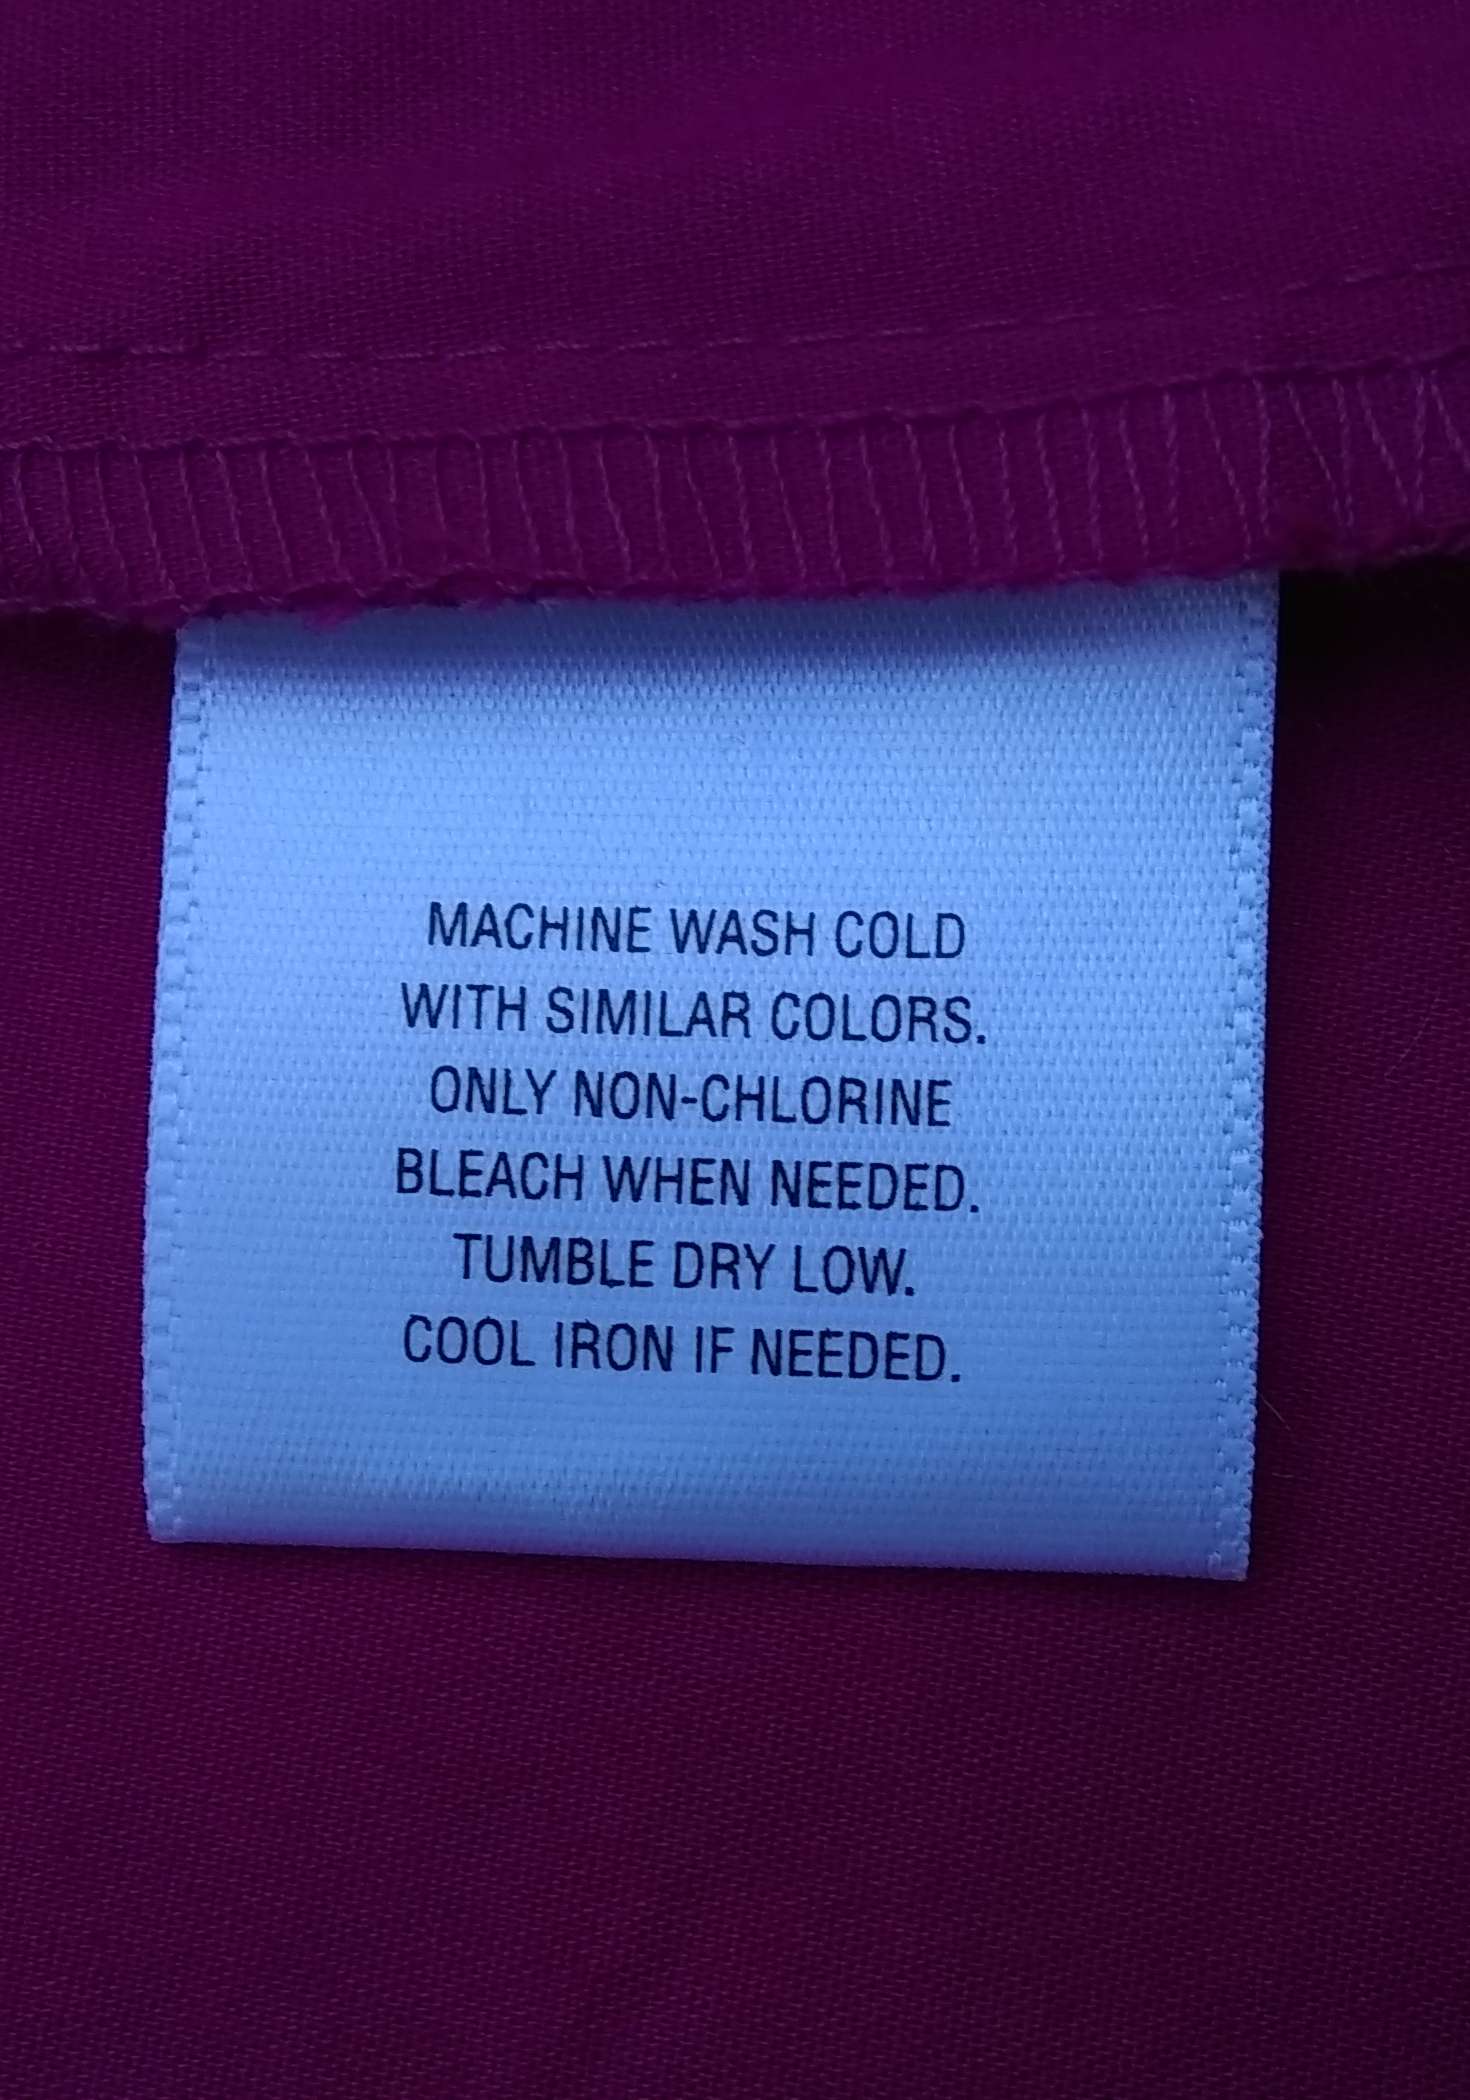 MACHINE WASH COLD
WITH SIMILAR COLORS.
ONLY NON-CHLORINE
BLEACH WHEN NEEDED.
TUMBLE DRY LOW.
COOL IRON IF NEEDED.